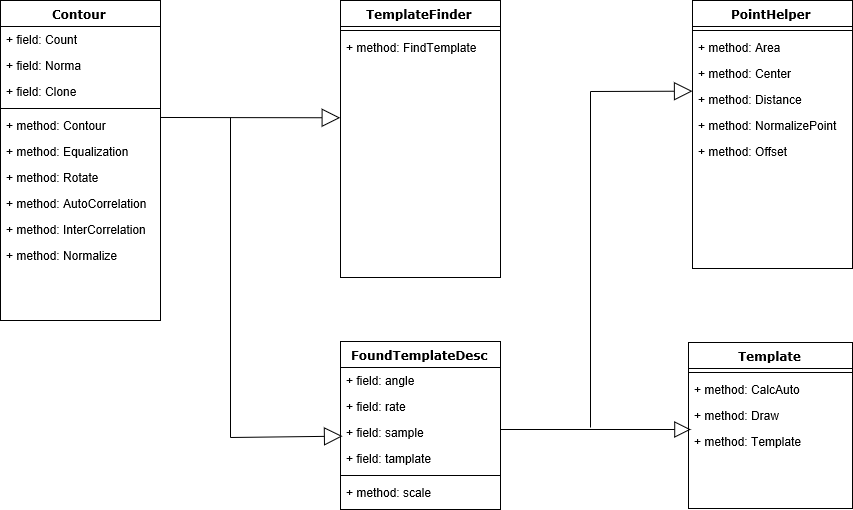 Contour
+ field: Count
+ field: Norma
+ field: Clone
+ method: Contour
+ method: Equalization
+ method: Rotate
+ method: AutoCorrelation
+ method: InterCorrelation
+ method: Normalize
TemplateFinder
+ method: FindTemplate
PointHelper
+ method: Area
+ method: Center
+ method: Distance
+ method: NormalizePoint
+ method: Offset
FoundTemplateDesc
+ field: angle
+ field: rate
+ field: sample
+ field: tamplate
+ method: scale
Template
+ method: CalcAuto
+ method: Draw
+ method: Template